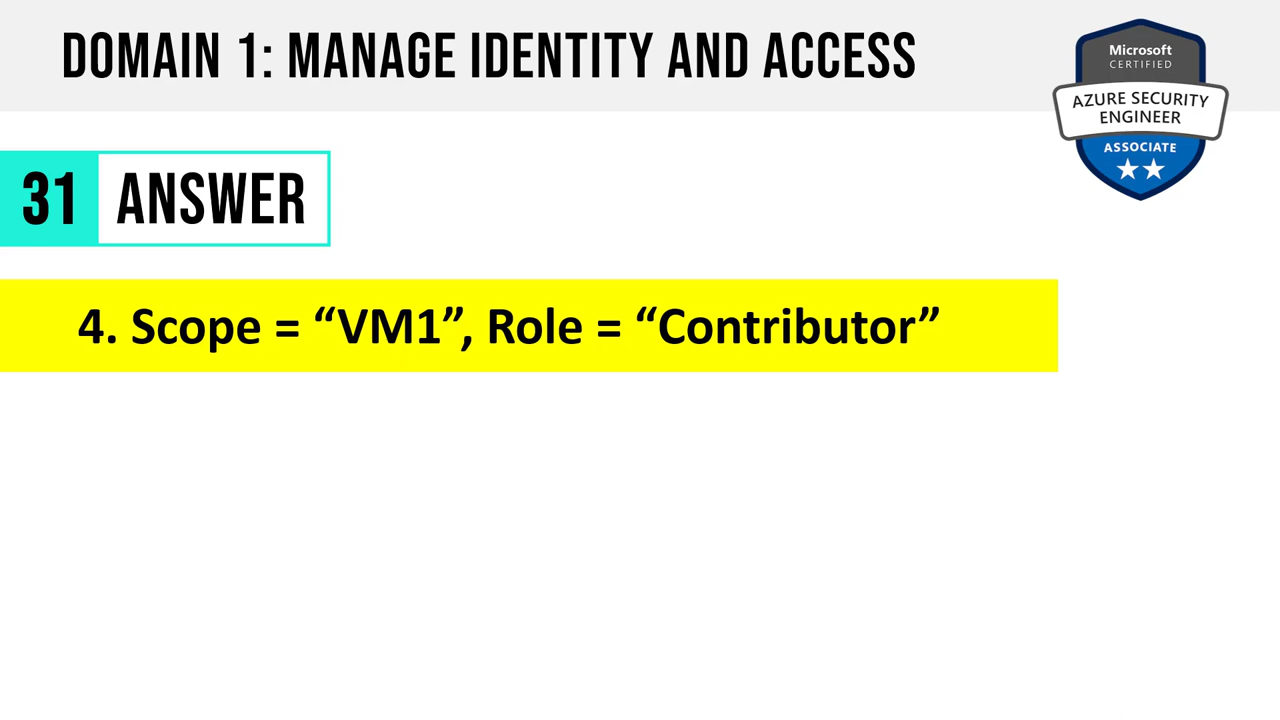 DOMAIN 1: MANAGE IDENTITY AND ACCESS
Microsoft
CERTIFIED
AZURE SECURITY
ENGINEER
ASSOCIATE
31 ANSWER
4. Scope = “VM1”, Role = “Contributor”